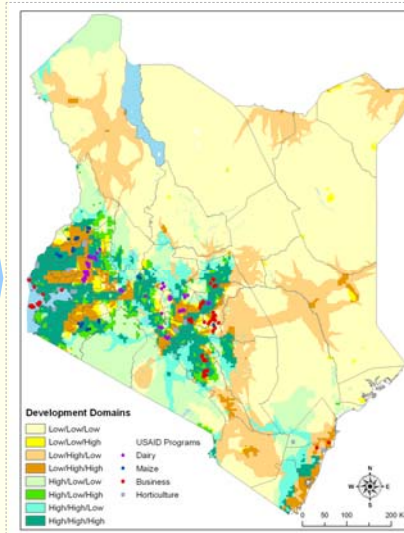 Development Domains
Low/Low/Low
Low/Low/High
Low/High/Low
Low/High/High
High/Low/Low
High/Low/High
High/High/Low
High/High/High
USAID Programs
Dairy
Maize
Business
Horticulture
N
W
E
S
0 50 100 200 K